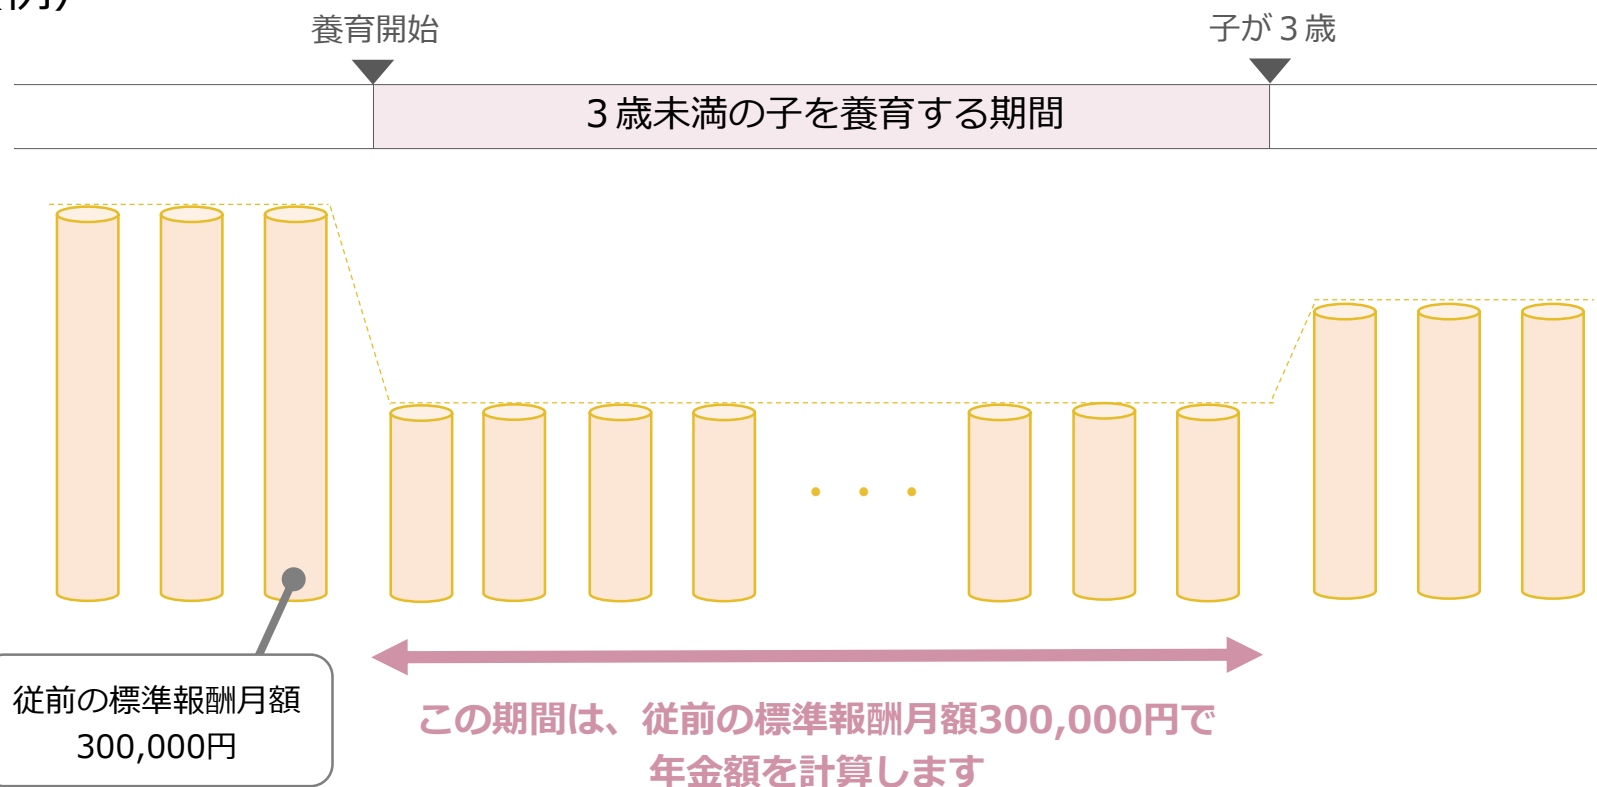 例）
養育開始
子が３歳
３歳未満の子を養育する期間
従前の標準報酬月額
300,000円
この期間は、従前の標準報酬月額300,000円で
年金額を計算します